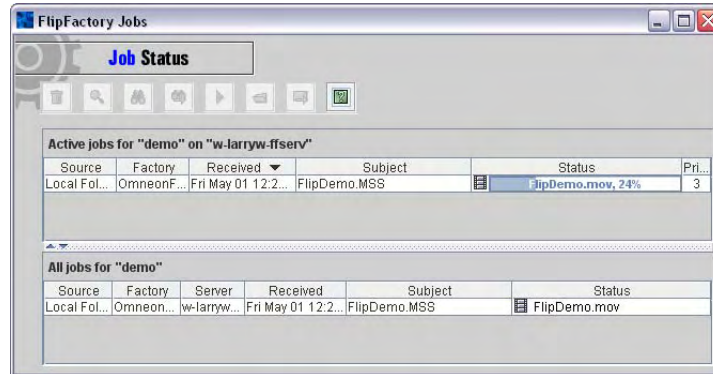 FlipFactory Jobs
Job Status
Active jobs for "demo" on "w-larryw-ffserv"
Source Factory Received Subject Status Pri...
Local Fol... OmneonF... Fri May 01 12:2... FlipDemo.MSS FlipDemo.mov, 24% 3
All jobs for "demo"
Source Factory Server Received Subject Status
Local Fol... Omneon... w-larryw... Fri May 01 12:2... FlipDemo.MSS FlipDemo.mov